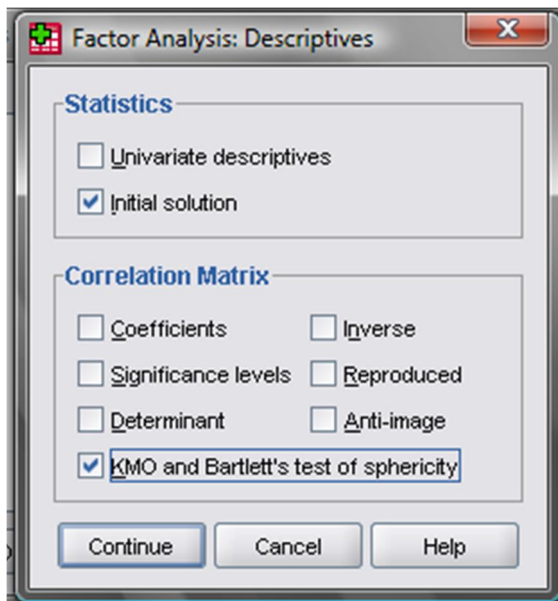 Factor Analysis: Descriptives
Statistics
Univariate descriptives
Initial solution
Correlation Matrix
Coefficients Inverse
Significance levels Reproduced
Determinant Anti-image
KMO and Bartlett's test of sphericity
Continue Cancel Help